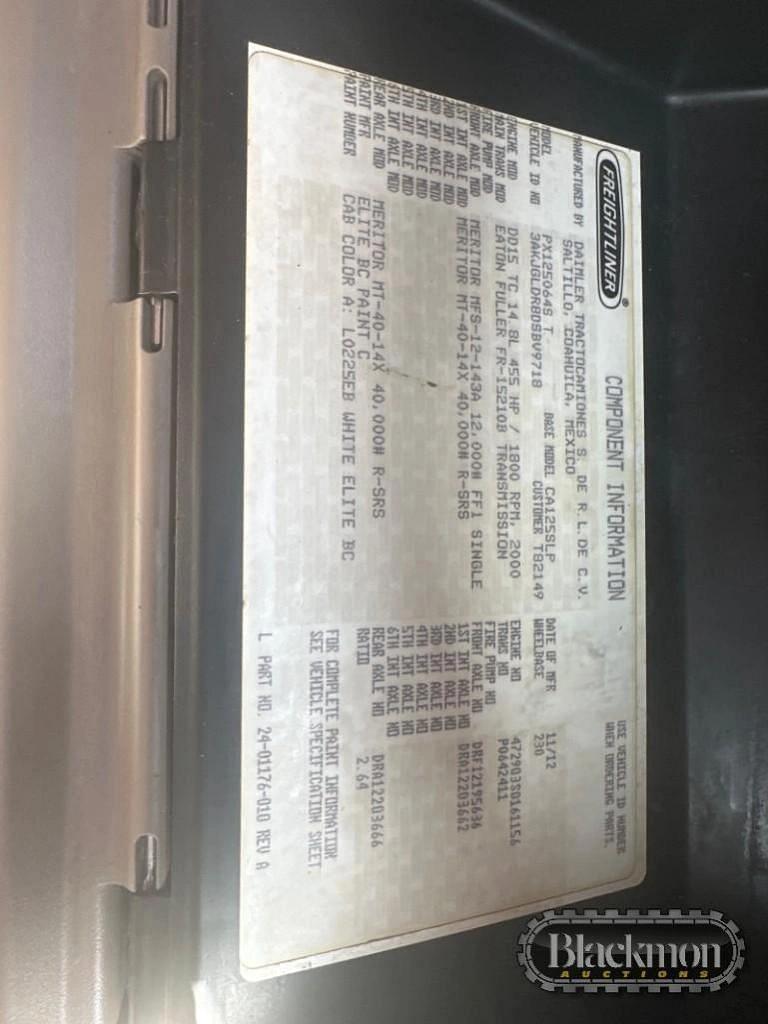 FREIGHTLINER®
COMPONENT INFORMATION
USE VEHICLE ID NUMBER
WHEN ORDERING PARTS.
MANUFACTURED BY DAIMLER TRACTOCAMIONES S. DE R.L. DE C.V.
SALTILLO, COAHUILA, MEXICO
MODEL PX125064S T BASE MODEL CA125SLP DATE OF MFR 11/12
VEHICLE ID NO 3AKJGLDR8DSBV9718 CUSTOMER T82149 WHEELBASE 230
ENGINE MOD DD15 TC 14.8L 455 HP / 1800 RPM, 2000 ENGINE NO 472903S0161156
MAIN TRANS MOD EATON FULLER FR-15210B TRANSMISSION TRANS NO P0642411
FIRE PUMP MOD FIRE PUMP NO
FRONT AXLE MOD MERITOR MFS-12-143A 12,000# FF1 SINGLE FRONT AXLE NO DRF12195636
1ST INT AXLE MOD MERITOR MT-40-14X 40,000# R-SRS 1ST INT AXLE NO DRA12203662
2ND INT AXLE MOD 2ND INT AXLE NO
3RD INT AXLE MOD 3RD INT AXLE NO
4TH INT AXLE MOD 4TH INT AXLE NO
5TH INT AXLE MOD 5TH INT AXLE NO
6TH INT AXLE MOD 6TH INT AXLE NO
REAR AXLE MOD MERITOR MT-40-14X 40,000# R-SRS REAR AXLE NO DRA12203666
PAINT MFR ELITE BC PAINT C RATIO 2.64
PAINT NUMBER CAB COLOR A: L0225EB WHITE ELITE BC
FOR COMPLETE PAINT INFORMATION
SEE VEHICLE SPECIFICATION SHEET.
L PART NO. 24-01176-010 REV A
Blackmon
AUCTIONS